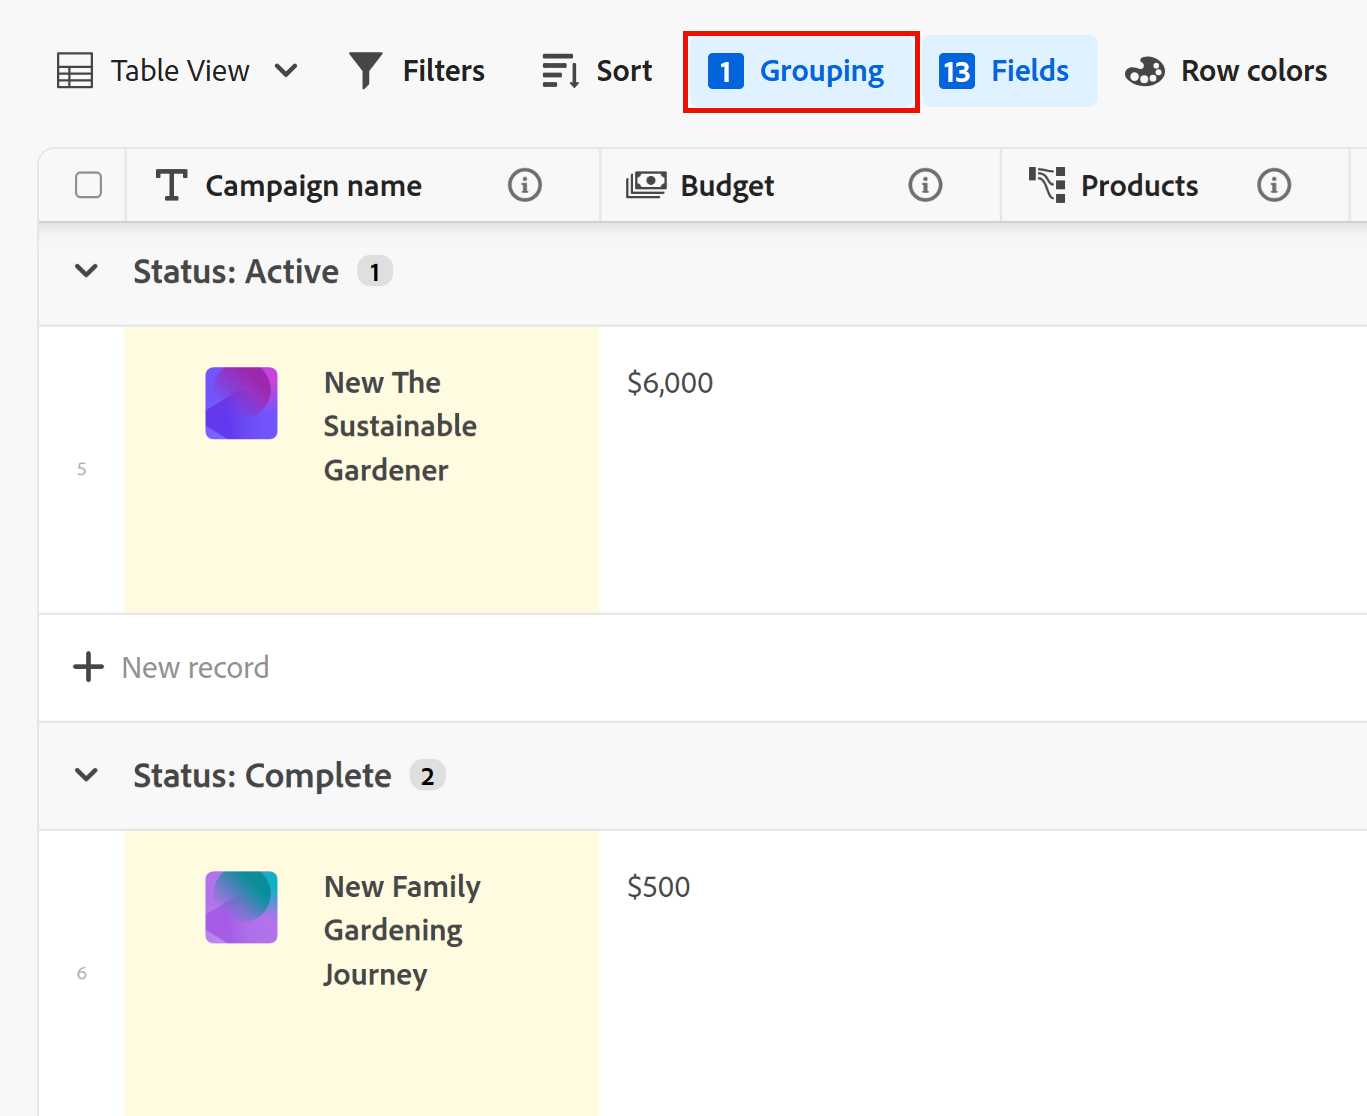 Table View Filters Sort 1 Grouping 13 Fields Row colors
Campaign name Budget Products
Status: Active 1
New The $6,000
Sustainable
Gardener
5
New record
Status: Complete 2
New Family $500
Gardening
Journey
6